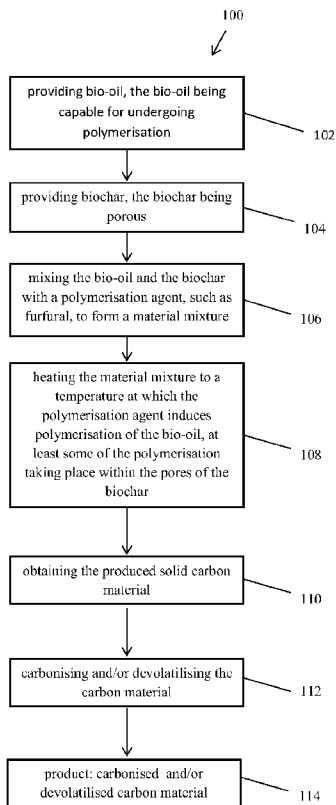 100
providing bio-oil, the bio-oil being
capable for undergoing
polymerisation
102
providing biochar, the biochar being
porous
104
mixing the bio-oil and the biochar
with a polymerisation agent, such as
furfural, to form a material mixture
106
heating the material mixture to a
temperature at which the
polymerisation agent induces
polymerisation of the bio-oil, at
least some of the polymerisation
taking place within the pores of the
biochar
108
obtaining the produced solid carbon
material
110
carbonising and/or devolatilising the
carbon material
112
product: carbonised and/or
devolatilised carbon material
114